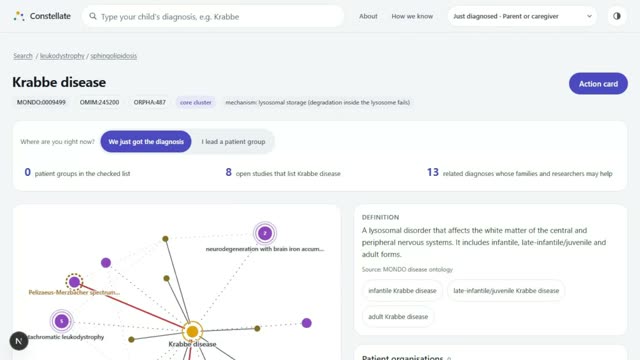 Constellate
Type your child's diagnosis, e.g. Krabbe
About
How we know
Just diagnosed · Parent or caregiver
Search / leukodystrophy / sphingolipidosis
Krabbe disease
Action card
MONDO:0009499
OMIM:245200
ORPHA:487
core cluster
mechanism: lysosomal storage (degradation inside the lysosome fails)
Where are you right now?
We just got the diagnosis
I lead a patient group
0 patient groups in the checked list
8 open studies that list Krabbe disease
13 related diagnoses whose families and researchers may help
7
neurodegeneration with brain iron accum...
Pelizaeus-Merzbacher spectrum...
5
tachromatic leukodystrophy
Krabbe disease
N
DEFINITION
A lysosomal disorder that affects the white matter of the central and
peripheral nervous systems. It includes infantile, late-infantile/juvenile and
adult forms.
Source: MONDO disease ontology
infantile Krabbe disease
late-infantile/juvenile Krabbe disease
adult Krabbe disease
Patient organisations 0